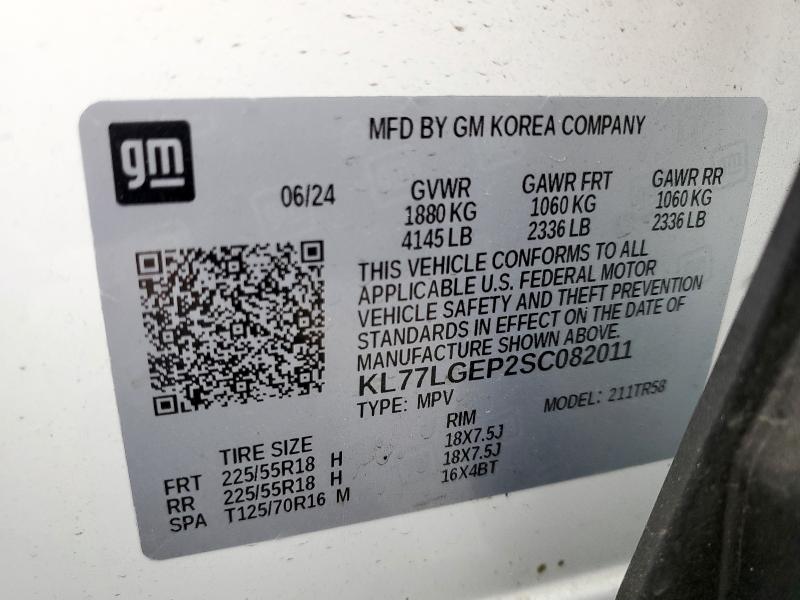 gm
MFD BY GM KOREA COMPANY
06/24
GVWR
1880 KG
4145 LB
GAWR FRT
1060 KG
2336 LB
GAWR RR
1060 KG
2336 LB
THIS VEHICLE CONFORMS TO ALL
APPLICABLE U.S. FEDERAL MOTOR
VEHICLE SAFETY AND THEFT PREVENTION
STANDARDS IN EFFECT ON THE DATE OF
MANUFACTURE SHOWN ABOVE.
KL77LGEP2SC082011
TYPE: MPV
MODEL: 211TR58
TIRE SIZE
RIM
FRT 225/55R18 H 18X7.5J
RR 225/55R18 H 18X7.5J
SPA T125/70R16 M 16X4BT